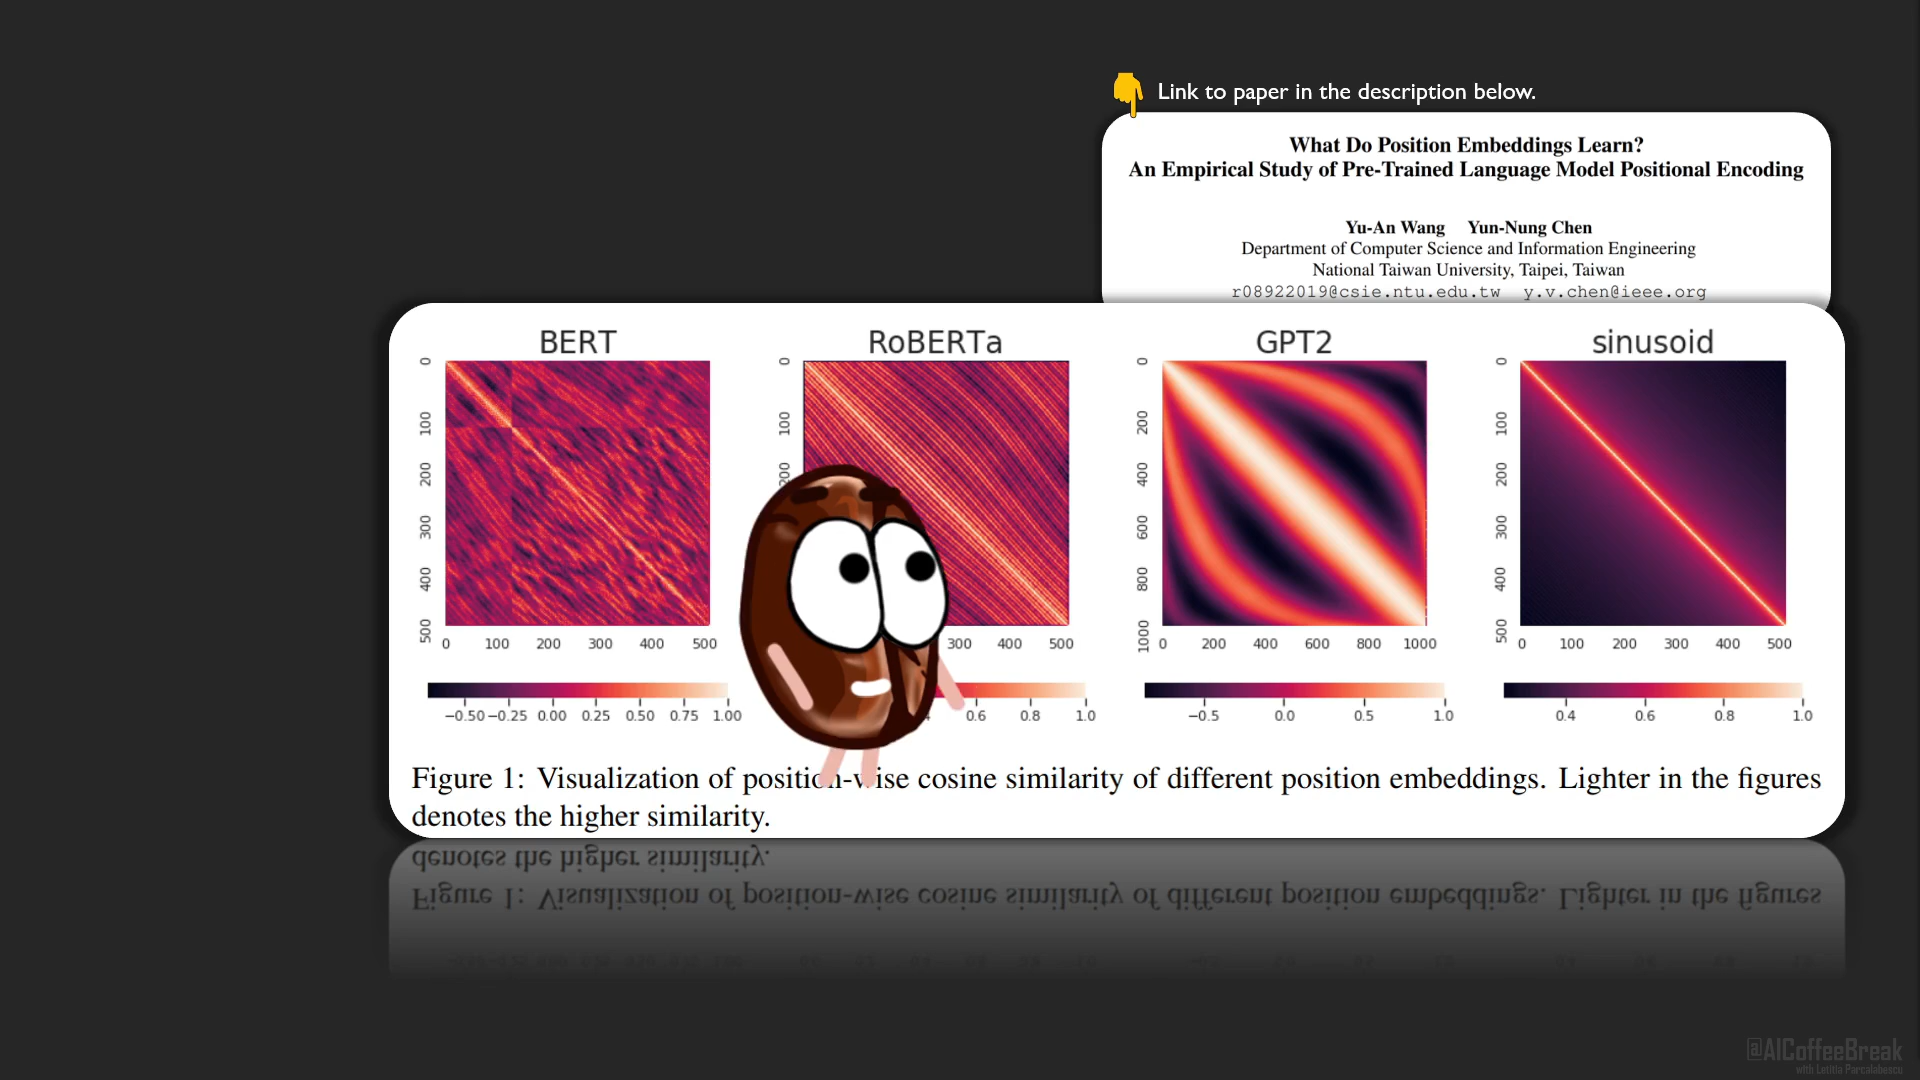 Link to paper in the description below.
What Do Position Embeddings Learn?
An Empirical Study of Pre-Trained Language Model Positional Encoding
Yu-An Wang Yun-Nung Chen
Department of Computer Science and Information Engineering
National Taiwan University, Taipei, Taiwan
r08922019@csie.ntu.edu.tw y.v.chen@ieee.org
BERT
0
100
200
300
400
500
0 100 200 300 400 500
−0.50 −0.25 0.00 0.25 0.50 0.75 1.00
RoBERTa
0
100
200
300 400 500
0.6 0.8 1.0
GPT2
0
200
400
600
800
1000
0 200 400 600 800 1000
−0.5 0.0 0.5 1.0
sinusoid
0
100
200
300
400
500
0 100 200 300 400 500
0.4 0.6 0.8 1.0
Figure 1: Visualization of position-wise cosine similarity of different position embeddings. Lighter in the figures
denotes the higher similarity.
@AICoffeeBreak
with Letitia Parcalabescu